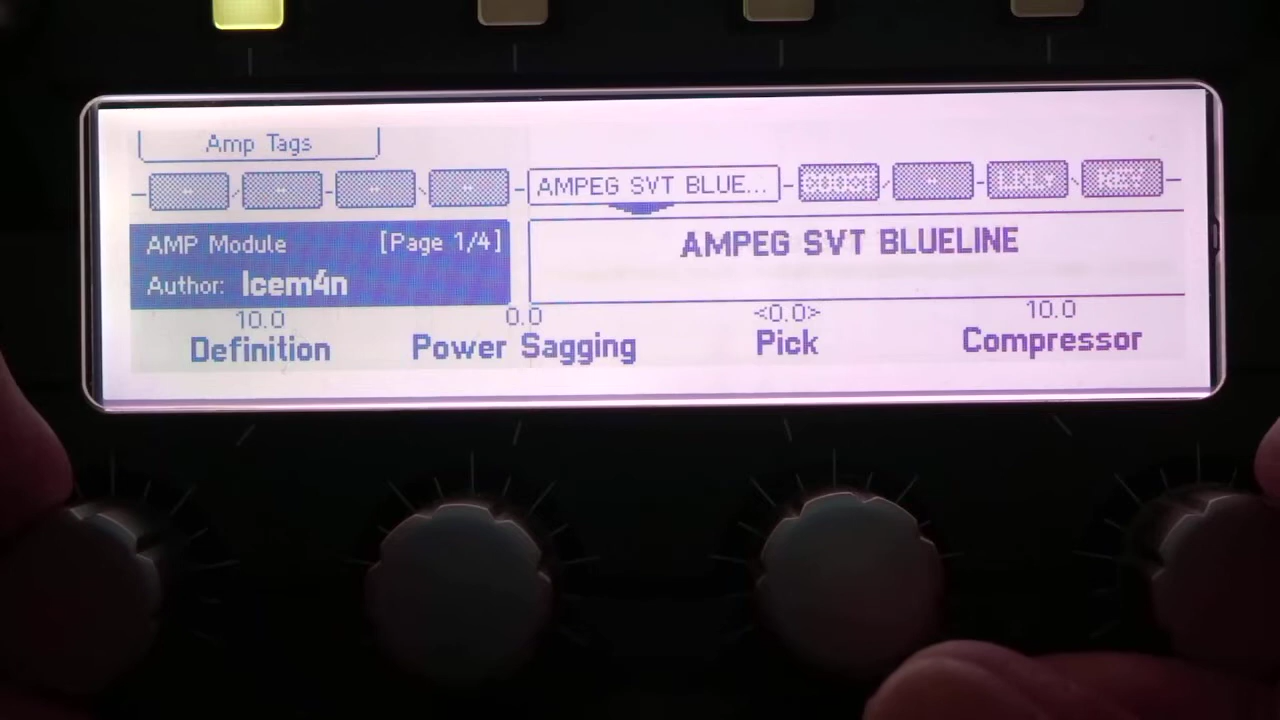 Amp Tags
- - - - AMPEG SVT BLUE... -
AMP Module [Page 1/4]
AMPEG SVT BLUELINE
Author: Icem4n
10.0 0.0 <0.0> 10.0
Definition Power Sagging Pick Compressor